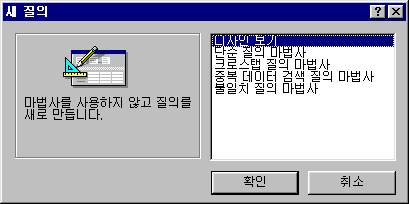 새 질의
마법사를 사용하지 않고 질의를
새로 만듭니다.
디자인 보기
단순 질의 마법사
크로스탭 질의 마법사
중복 데이터 검색 질의 마법사
불일치 질의 마법사
확인
취소